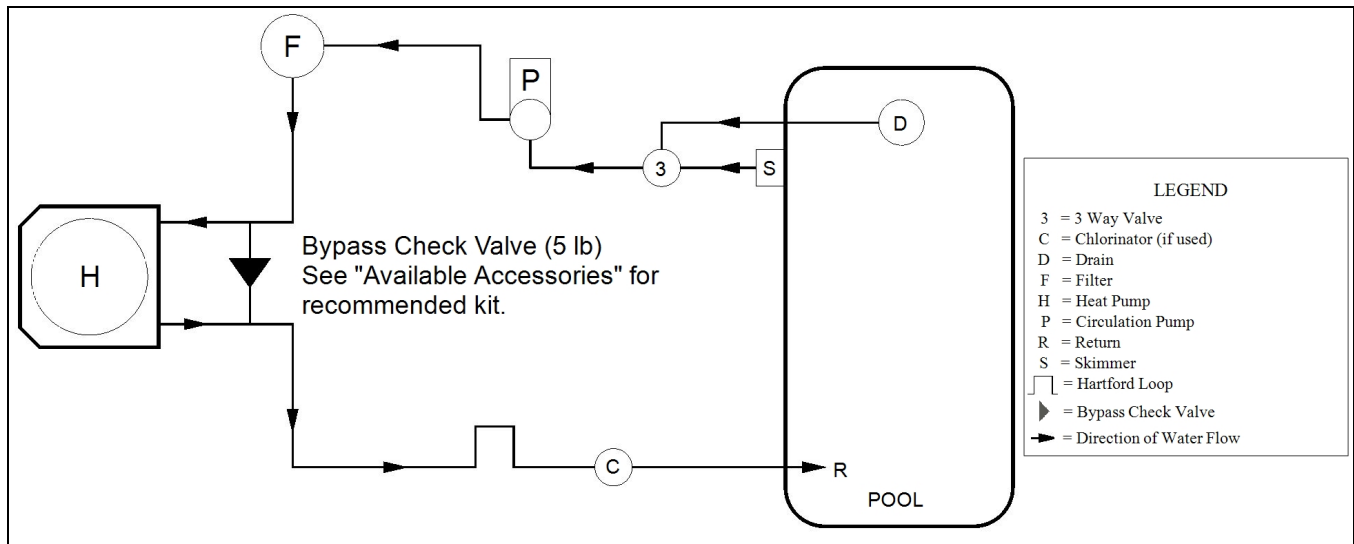 F
P
D
3
S
H
Bypass Check Valve (5 lb)
See "Available Accessories" for
recommended kit.
C
R
POOL
LEGEND
3 = 3 Way Valve
C = Chlorinator (if used)
D = Drain
F = Filter
H = Heat Pump
P = Circulation Pump
R = Return
S = Skimmer
= Hartford Loop
= Bypass Check Valve
= Direction of Water Flow